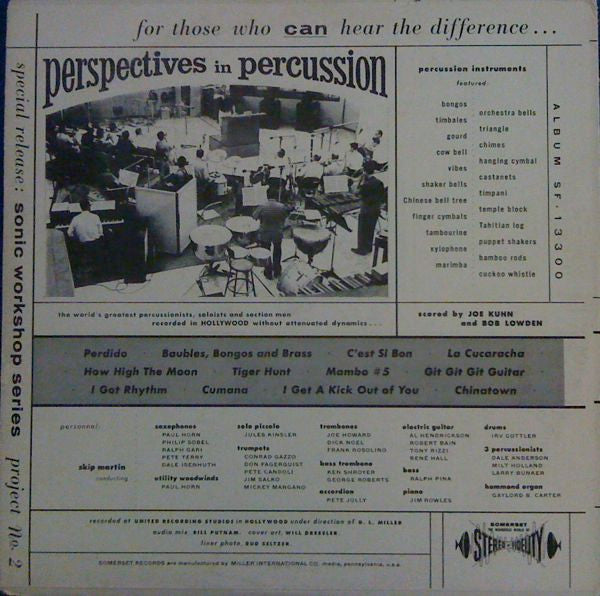 for those who can hear the difference...
special release: sonic workshop series project No. 2
perspectives in percussion
percussion instruments
featured:
bongos
timbales
gourd
cow bell
vibes
shaker bells
Chinese bell tree
finger cymbals
tambourine
xylophone
marimba
orchestra bells
triangle
chimes
hanging cymbal
castanets
timpani
temple block
Tahitian log
puppet shakers
bamboo rods
cuckoo whistle
ALBUM SF-13300
the world's greatest percussionists, soloists and section men
recorded in HOLLYWOOD without attenuated dynamics...
scored by JOE KUHN
and BOB LOWDEN
Perdido · Baubles, Bongos and Brass · C'est Si Bon · La Cucaracha
How High The Moon · Tiger Hunt · Mambo #5 · Git Git Git Guitar
I Got Rhythm · Cumana · I Get A Kick Out of You · Chinatown
personnel:
skip martin
conducting
saxophones
PAUL HORN
PHILIP SOBEL
RALPH GARI
PETE TERRY
DALE ISENHUTH
utility woodwinds
PAUL HORN
solo piccolo
JULES KINSLER
trumpets
CONRAD GAZZO
DON FAGERQUIST
PETE CANDOLI
JIM SALKO
MICKEY MANGANO
trombones
JOE HOWARD
DICK NOEL
FRANK ROSOLINO
bass trombone
KEN SHROYER
GEORGE ROBERTS
accordion
PETE JOLLY
electric guitar
AL HENDRICKSON
ROBERT BAIN
TONY RIZZI
RENE HALL
bass
RALPH PINA
piano
JIM ROWLES
drums
IRV COTTLER
3 percussionists
DALE ANDERSON
MILT HOLLAND
LARRY BUNKER
hammond organ
GAYLORD B. CARTER
recorded at UNITED RECORDING STUDIOS in HOLLYWOOD under direction of D. L. MILLER
audio mix: BILL PUTNAM. cover art, WILL DRESSLER.
liner photo, BUD SELTZER.
SOMERSET RECORDS are manufactured by MILLER INTERNATIONAL CO. media, pennsylvania, u.s.a.
SOMERSET
THE WONDERFUL WORLD OF
STEREO-FIDELITY